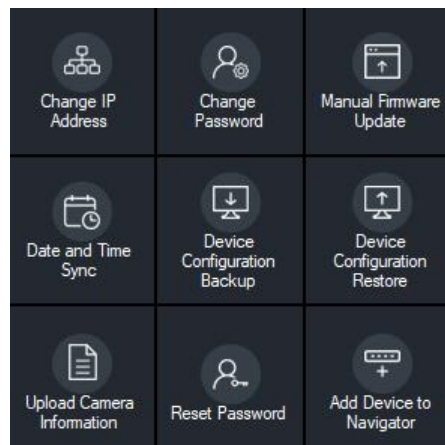 Change IP
Address
Change
Password
Manual Firmware
Update
Date and Time
Sync
Device
Configuration
Backup
Device
Configuration
Restore
Upload Camera
Information
Reset Password
Add Device to
Navigator